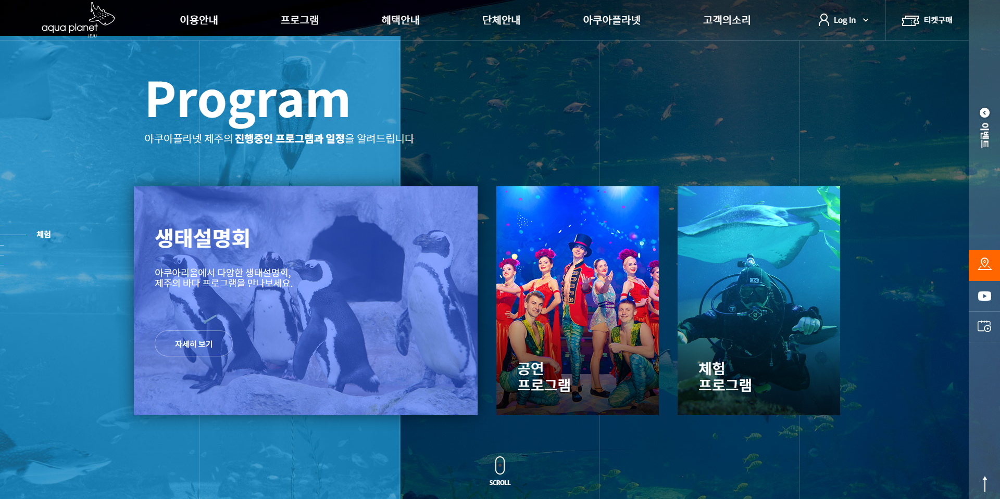 aqua planet
JEJU
이용안내
프로그램
혜택안내
단체안내
아쿠아플라넷
고객의소리
Log In
티켓구매
이벤트
Program
아쿠아플라넷 제주의 진행중인 프로그램과 일정을 알려드립니다
체험
생태설명회
아쿠아리움에서 다양한 생태설명회,
제주의 바다 프로그램을 만나보세요.
자세히 보기
공연
프로그램
체험
프로그램
SCROLL